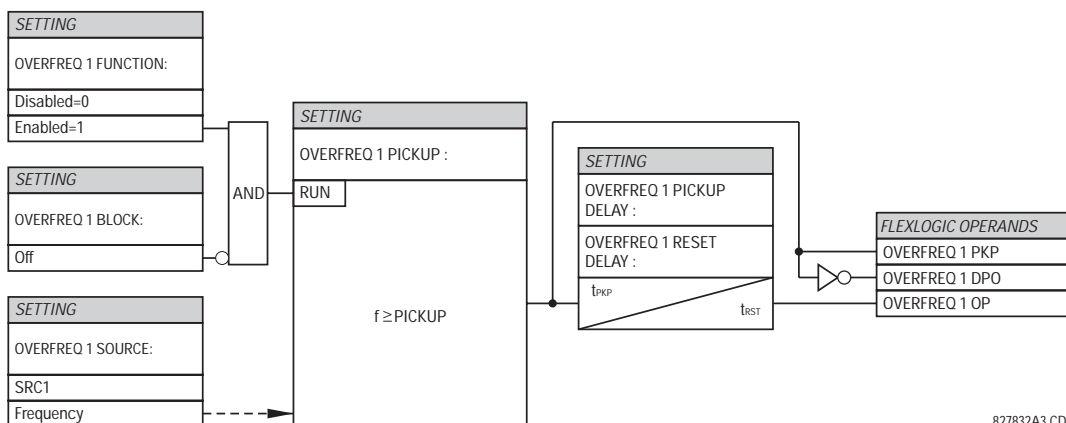 SETTING
OVERFREQ 1 FUNCTION:
Disabled=0
Enabled=1
SETTING
OVERFREQ 1 BLOCK:
Off
SETTING
OVERFREQ 1 SOURCE:
SRC1
Frequency
AND
SETTING
OVERFREQ 1 PICKUP :
RUN
f ≥ PICKUP
SETTING
OVERFREQ 1 PICKUP
DELAY :
OVERFREQ 1 RESET
DELAY :
tPKP
tRST
FLEXLOGIC OPERANDS
OVERFREQ 1 PKP
OVERFREQ 1 DPO
OVERFREQ 1 OP
827832A3.CD